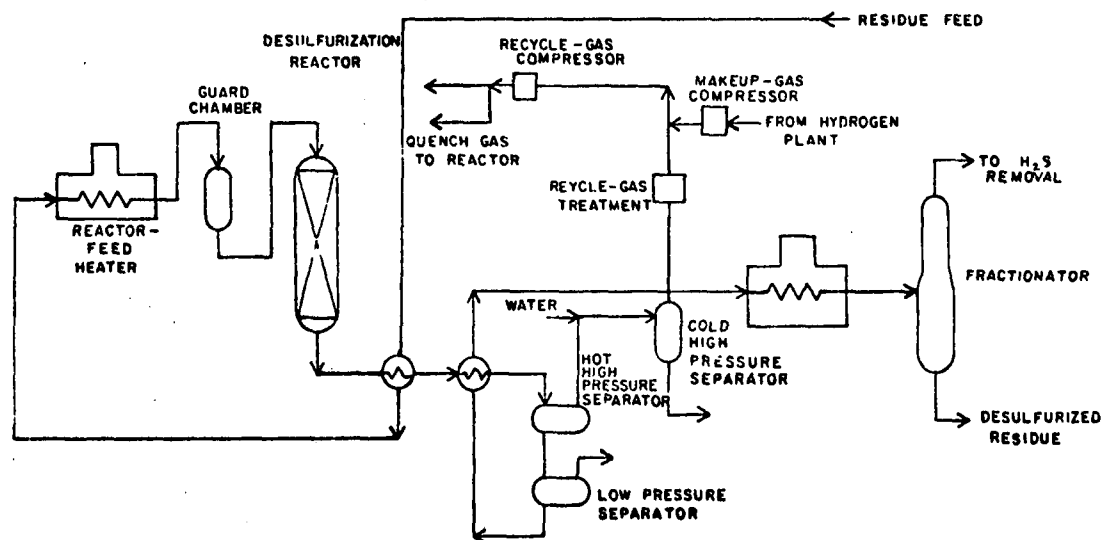 RESIDUE FEED
DESULFURIZATION
REACTOR
RECYCLE-GAS
COMPRESSOR
MAKEUP-GAS
COMPRESSOR
GUARD
CHAMBER
FROM HYDROGEN
PLANT
QUENCH GAS
TO REACTOR
TO H₂S
REMOVAL
REYCLE-GAS
TREATMENT
REACTOR-
FEED
HEATER
FRACTIONATOR
WATER
COLD
HIGH
PRESSURE
SEPARATOR
HOT
HIGH
PRESSURE
SEPARATOR
DESULFURIZED
RESIDUE
LOW PRESSURE
SEPARATOR